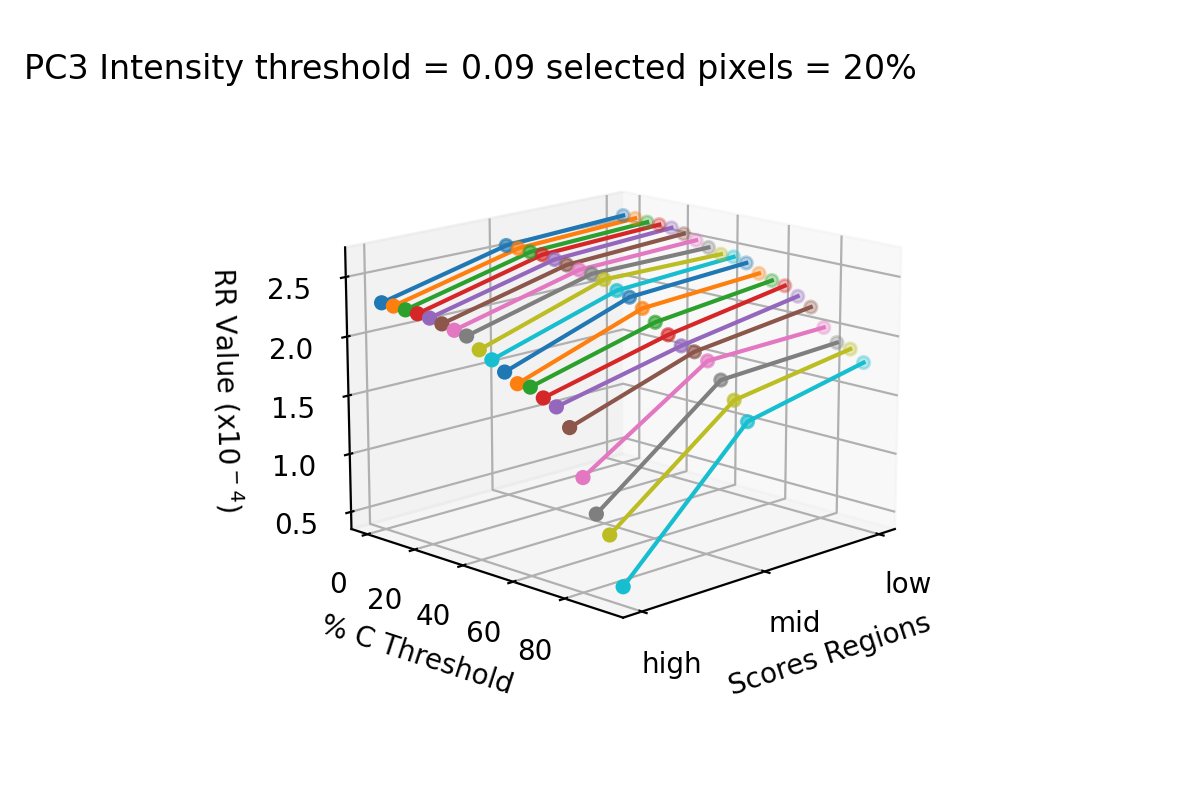 PC3 Intensity threshold = 0.09 selected pixels = 20%
RR Value (x10⁻⁴)
2.5
2.0
1.5
1.0
0.5
0
20
40
60
80
% C Threshold
high
mid
low
Scores Regions